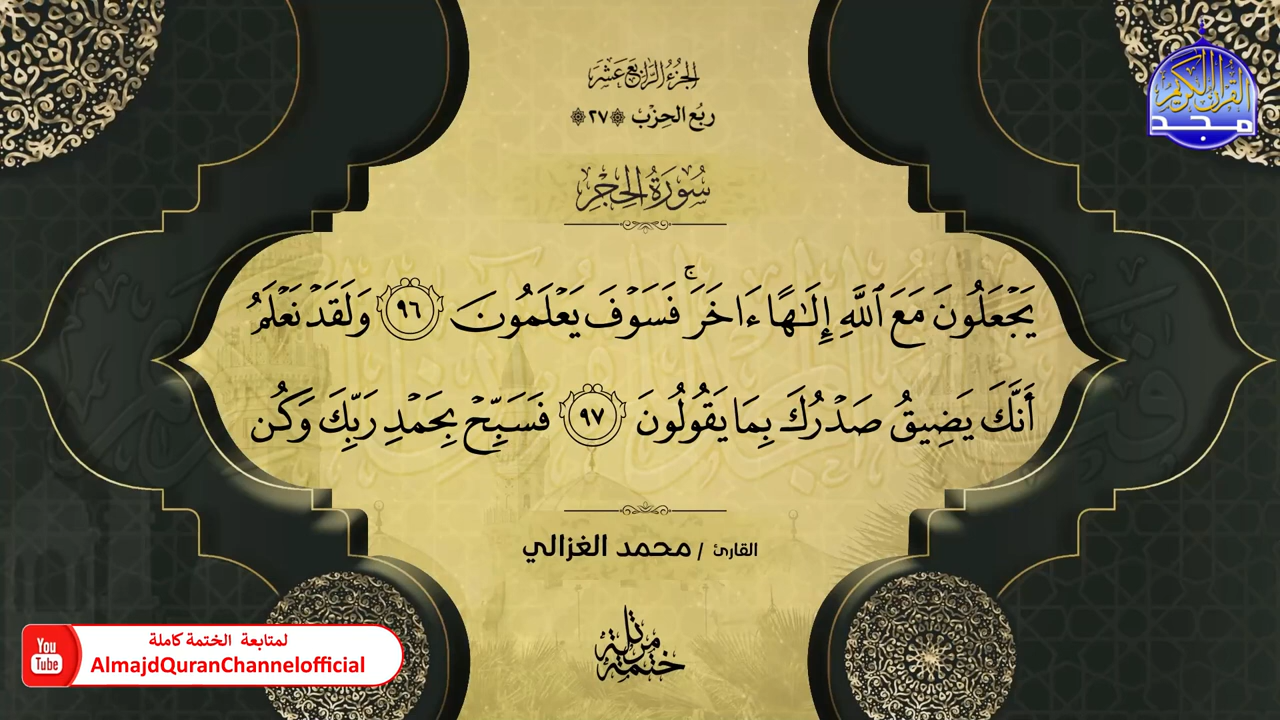 الجزء الرابع عشر
ربع الحزب ۞ ٢٧ ۞
سُورَةُ الحِجْرِ
يَجْعَلُونَ مَعَ ٱللَّهِ إِلَـٰهًا ءَاخَرَ ۚ فَسَوْفَ يَعْلَمُونَ ٩٦ وَلَقَدْ نَعْلَمُ
أَنَّكَ يَضِيقُ صَدْرُكَ بِمَا يَقُولُونَ ٩٧ فَسَبِّحْ بِحَمْدِ رَبِّكَ وَكُن
القارئ / محمد الغزالي
ختمة مرتلة
القرآن الكريم
مجد
You Tube
لمتابعة الختمة كاملة
AlmajdQuranChannelofficial